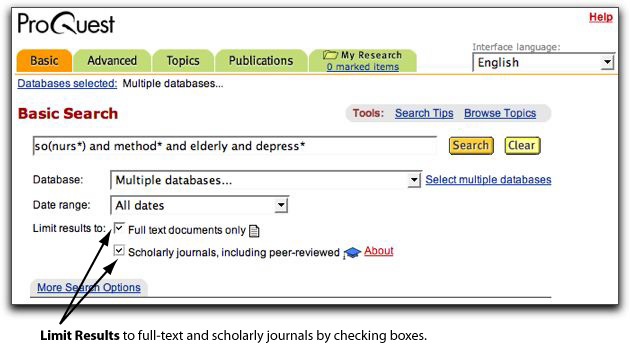 ProQuest
Help
Basic Advanced Topics Publications My Research
0 marked items
Interface language:
English
Databases selected: Multiple databases...
Basic Search
Tools: Search Tips Browse Topics
so(nurs*) and method* and elderly and depress* Search Clear
Database: Multiple databases... Select multiple databases
Date range: All dates
Limit results to: Full text documents only
Scholarly journals, including peer-reviewed About
More Search Options
Limit Results to full-text and scholarly journals by checking boxes.